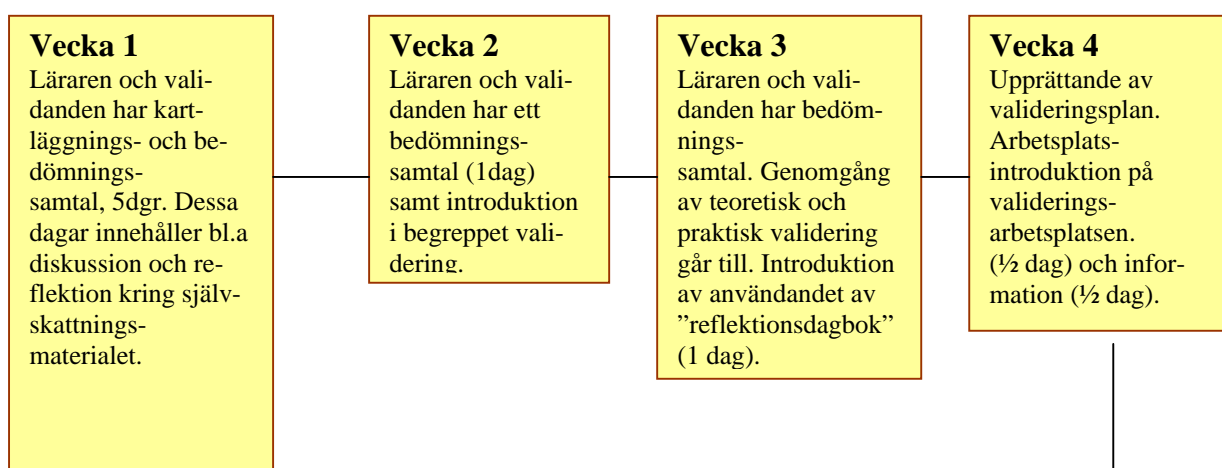 Vecka 1
Läraren och vali-
danden har kart-
läggnings- och be-
dömnings-
samtal, 5dgr. Dessa
dagar innehåller bl.a
diskussion och re-
flektion kring själv-
skattnings-
materialet.
Vecka 2
Läraren och vali-
danden har ett
bedömnings-
samtal (1dag)
samt introduktion
i begreppet vali-
dering.
Vecka 3
Läraren och vali-
danden har bedöm-
nings-
samtal. Genomgång
av teoretisk och
praktisk validering
går till. Introduktion
av användandet av
”reflektionsdagbok”
(1 dag).
Vecka 4
Upprättande av
valideringsplan.
Arbetsplats-
introduktion på
validerings-
arbetsplatsen.
(½ dag) och infor-
mation (½ dag).